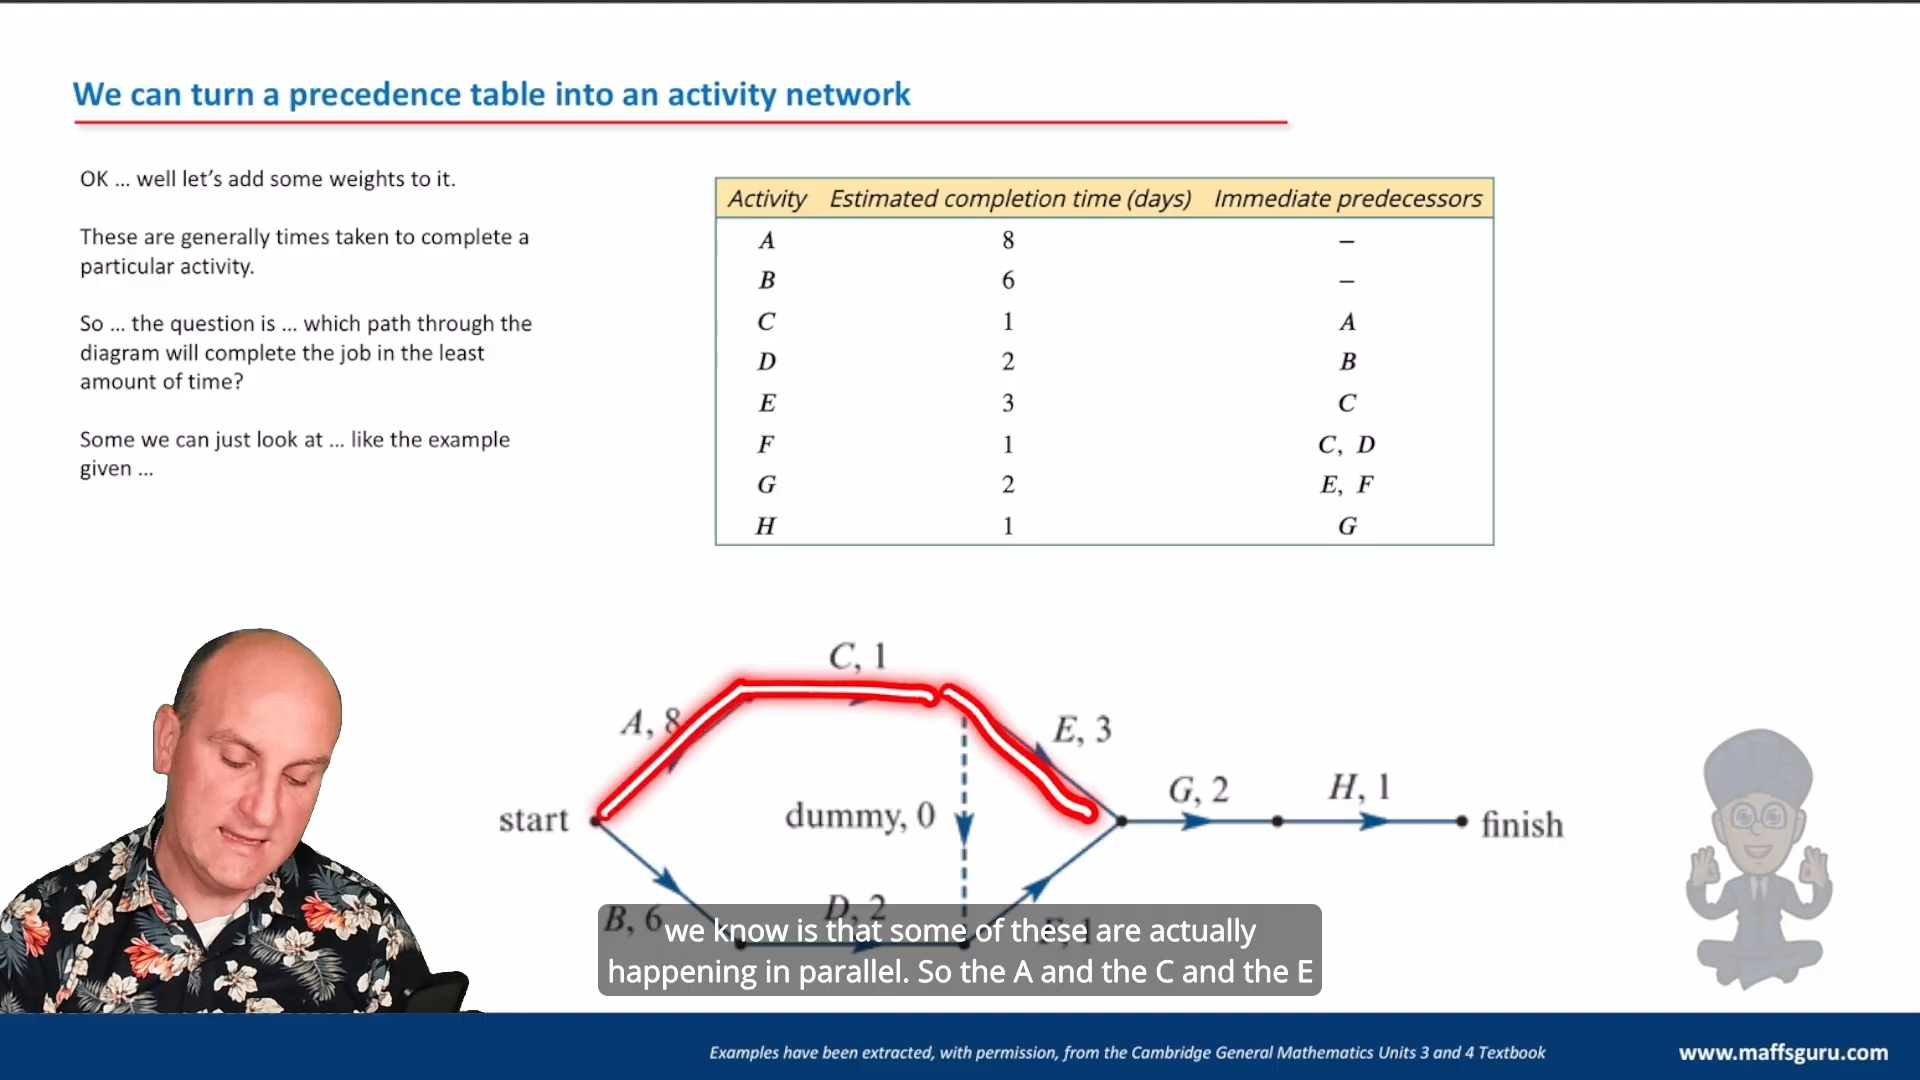 We can turn a precedence table into an activity network
OK ... well let's add some weights to it.
These are generally times taken to complete a
particular activity.
So ... the question is ... which path through the
diagram will complete the job in the least
amount of time?
Some we can just look at ... like the example
given ...
Activity Estimated completion time (days) Immediate predecessors
A 8 –
B 6 –
C 1 A
D 2 B
E 3 C
F 1 C, D
G 2 E, F
H 1 G
C, 1
A, 8
E, 3
G, 2
H, 1
start
dummy, 0
finish
B, 6
D, 2
F, 1
we know is that some of these are actually
happening in parallel. So the A and the C and the E
Examples have been extracted, with permission, from the Cambridge General Mathematics Units 3 and 4 Textbook
www.maffsguru.com